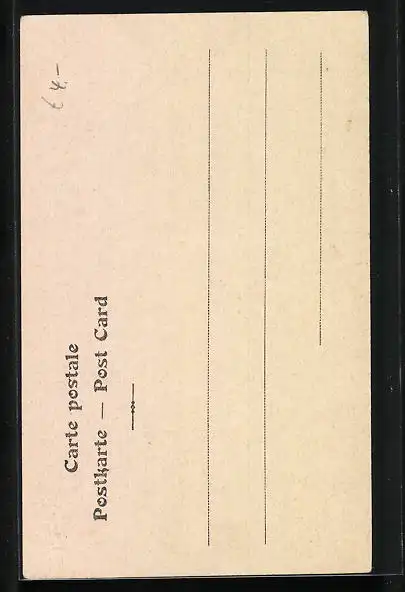 Carte postale
Postkarte — Post Card
€ 4.–